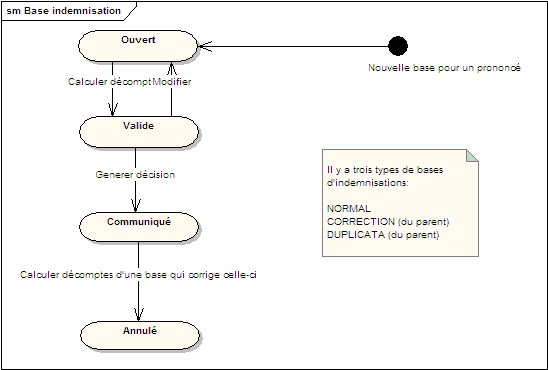 sm Base indemnisation
Ouvert
Nouvelle base pour un prononcé
Calculer décompt Modifier
Valide
Generer décision
Communiqué
Calculer décomptes d'une base qui corrige celle-ci
Annulé
Il y a trois types de bases
d'indemnisations:
NORMAL
CORRECTION (du parent)
DUPLICATA (du parent)